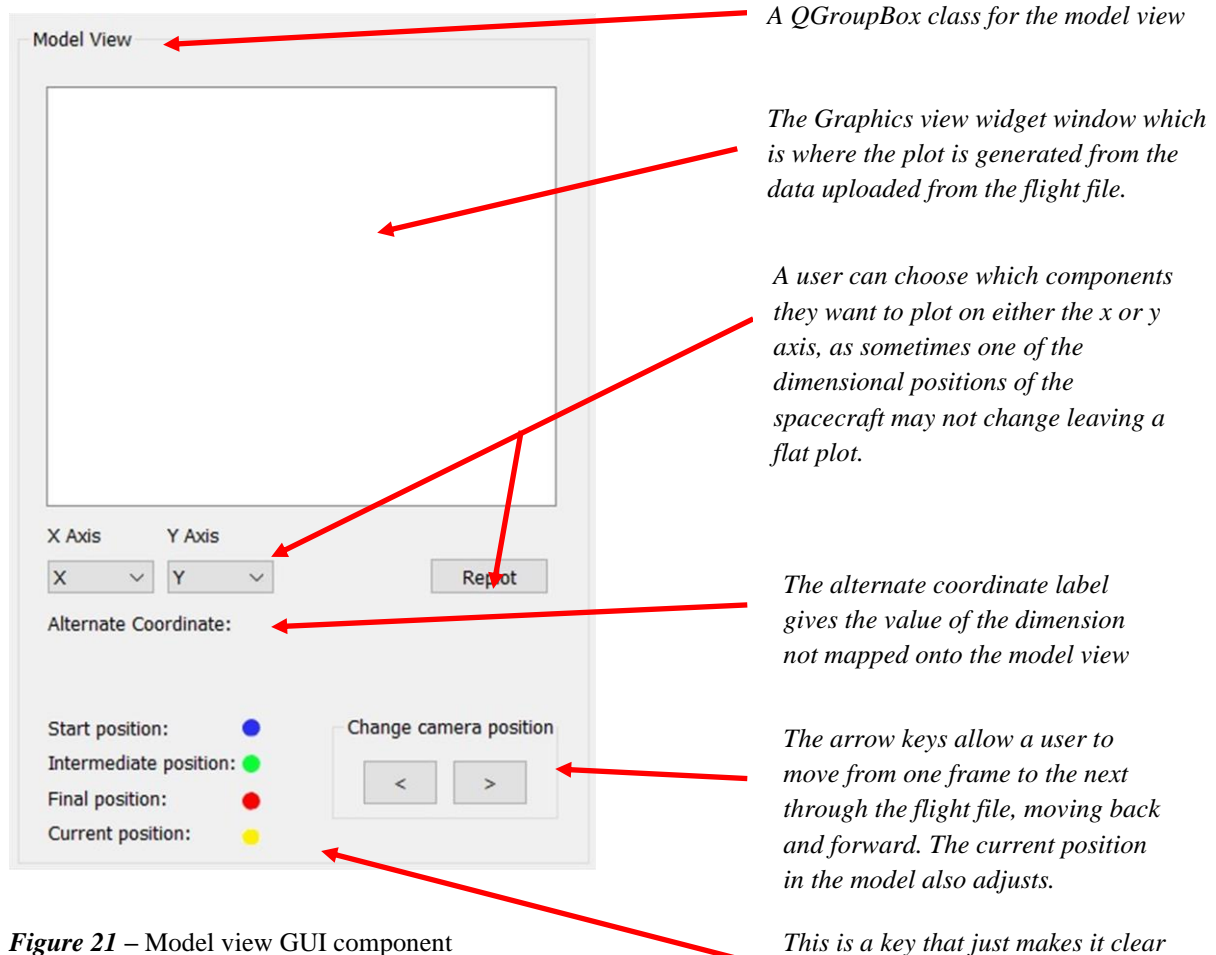 A QGroupBox class for the model view
Model View
The Graphics view widget window which
is where the plot is generated from the
data uploaded from the flight file.
A user can choose which components
they want to plot on either the x or y
axis, as sometimes one of the
dimensional positions of the
spacecraft may not change leaving a
flat plot.
X Axis Y Axis
X Y Replot
Alternate Coordinate:
The alternate coordinate label
gives the value of the dimension
not mapped onto the model view
Start position:
Intermediate position:
Final position:
Current position:
Change camera position
< >
The arrow keys allow a user to
move from one frame to the next
through the flight file, moving back
and forward. The current position
in the model also adjusts.
Figure 21 – Model view GUI component
This is a key that just makes it clear